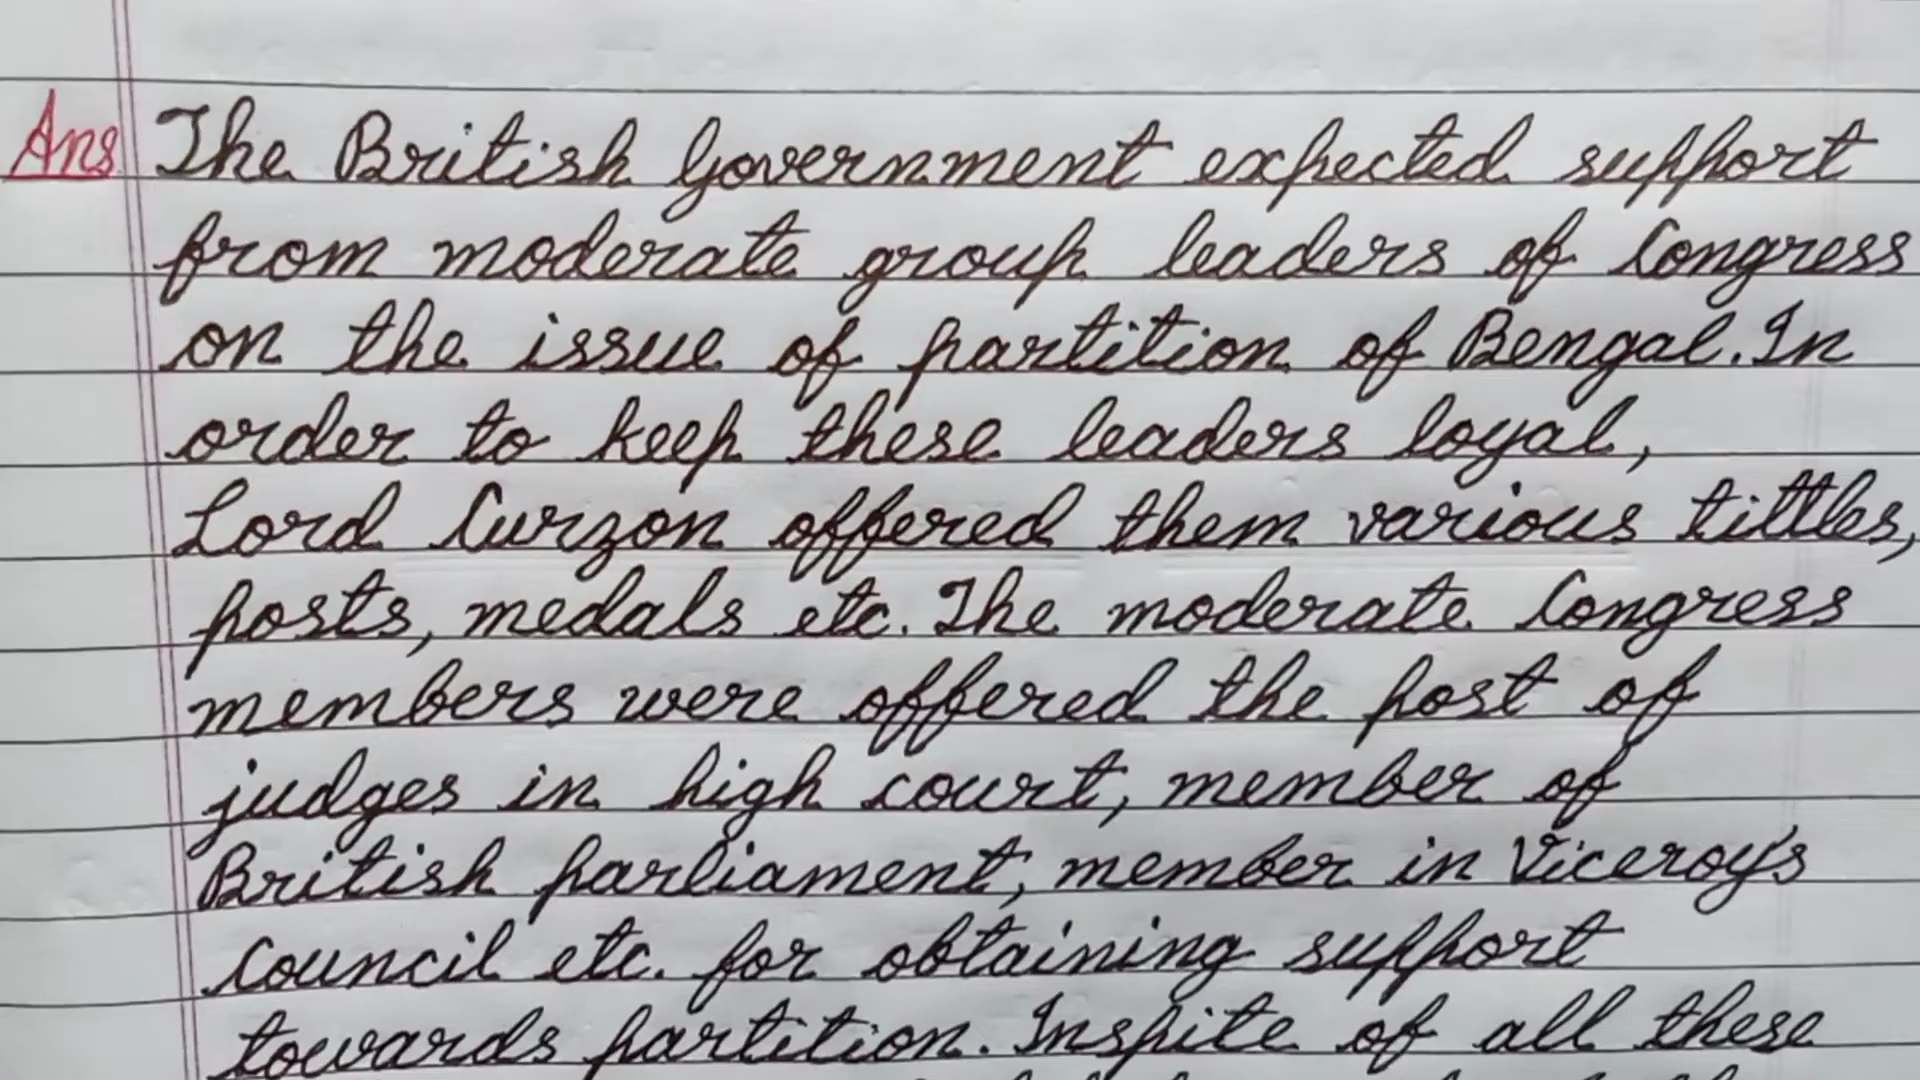 Ans The British Government expected support
from moderate group leaders of Congress
on the issue of partition of Bengal. In
order to keep these leaders loyal,
Lord Curzon offered them various tittles,
posts, medals etc. The moderate Congress
members were offered the post of
judges in high court, member of
British parliament, member in Viceroy's
Council etc. for obtaining support
towards partition. Inspite of all these